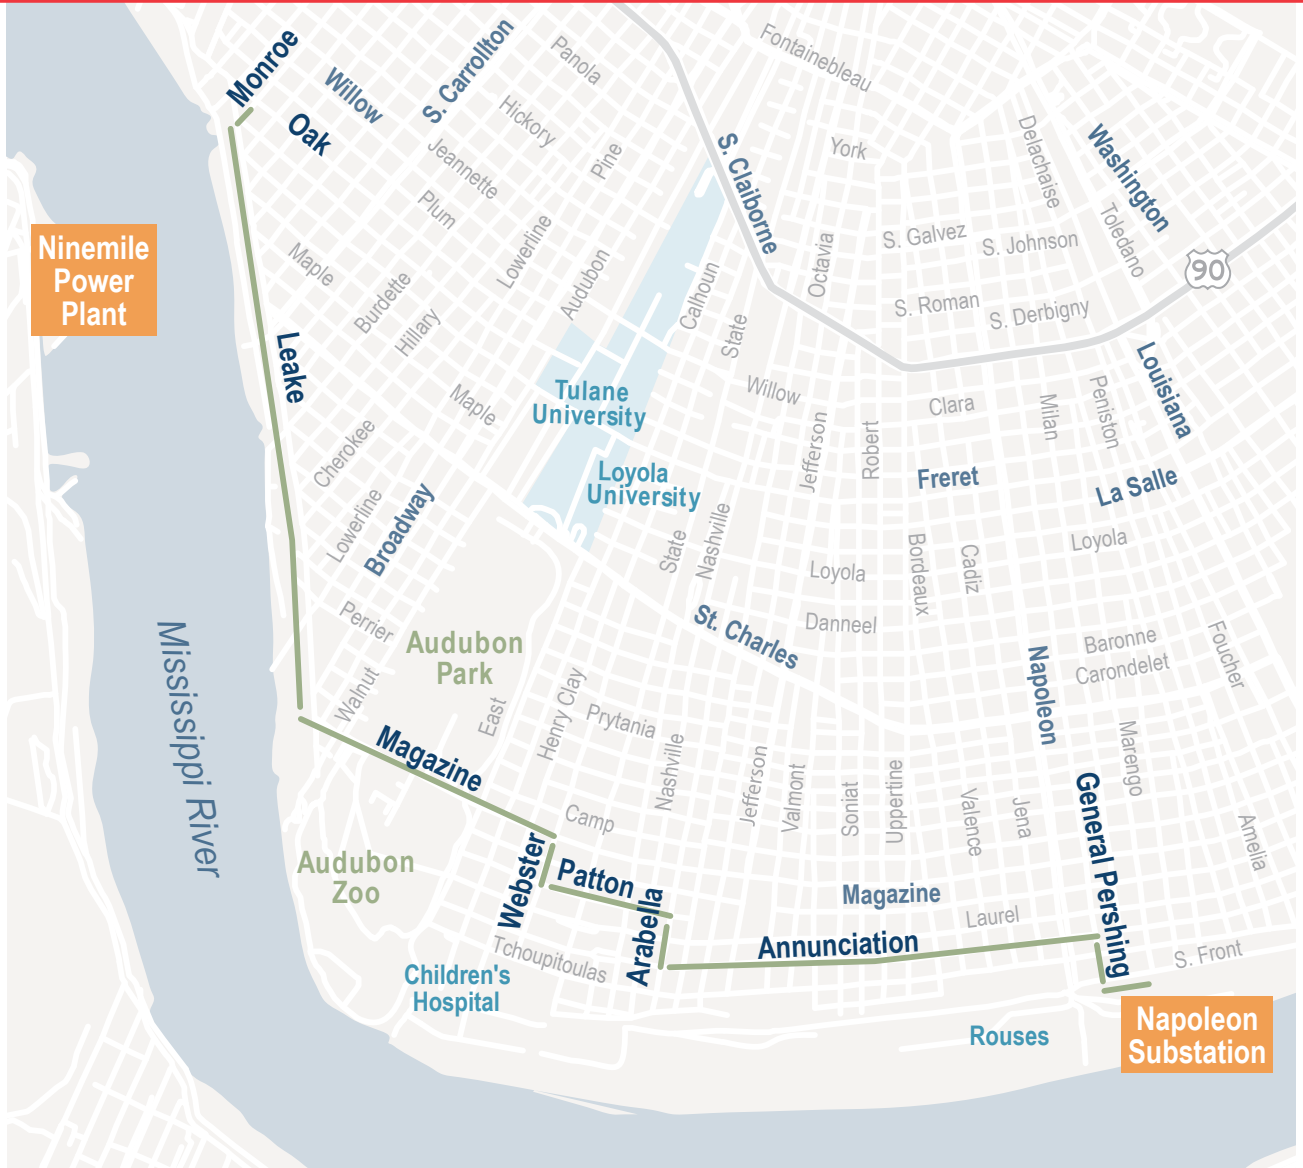 Monroe
Willow
S. Carrollton
Panola
Fontainebleau
Oak
Hickory
Jeannette
Pine
S. Claiborne
York
Delachaise
Washington
Plum
Lowerline
Audubon
Octavia
S. Galvez
S. Johnson
Toledano
90
Ninemile
Power
Plant
Maple
Burdette
Hillary
Calhoun
State
S. Roman
S. Derbigny
Leake
Louisiana
Tulane
University
Maple
Willow
Clara
Milan
Peniston
Cherokee
Jefferson
Robert
Loyola
University
Freret
La Salle
Lowerline
Broadway
State
Nashville
Loyola
Bordeaux
Cadiz
Loyola
Perrier
Audubon
Park
St. Charles
Danneel
Napoleon
Baronne
Carondelet
Foucher
Mississippi River
Walnut
East
Henry Clay
Prytania
Magazine
Nashville
Jefferson
Valmont
Soniat
Uppertine
Valence
Jena
General Pershing
Marengo
Amelia
Camp
Audubon
Zoo
Webster
Patton
Arabella
Magazine
Laurel
Annunciation
S. Front
Tchoupitoulas
Children's
Hospital
Rouses
Napoleon
Substation